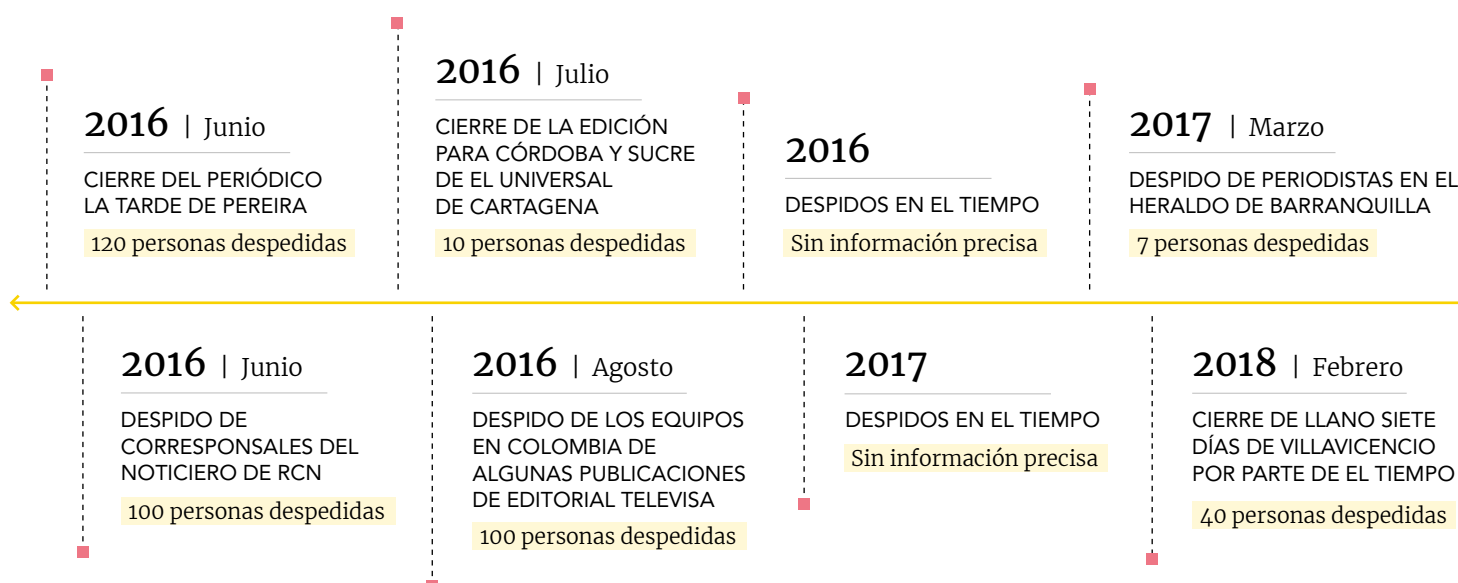 2016 | Junio
CIERRE DEL PERIÓDICO
LA TARDE DE PEREIRA
120 personas despedidas
2016 | Julio
CIERRE DE LA EDICIÓN
PARA CÓRDOBA Y SUCRE
DE EL UNIVERSAL
DE CARTAGENA
10 personas despedidas
2016
DESPIDOS EN EL TIEMPO
Sin información precisa
2017 | Marzo
DESPIDO DE PERIODISTAS EN EL
HERALDO DE BARRANQUILLA
7 personas despedidas
2016 | Junio
DESPIDO DE
CORRESPONSALES DEL
NOTICIERO DE RCN
100 personas despedidas
2016 | Agosto
DESPIDO DE LOS EQUIPOS
EN COLOMBIA DE
ALGUNAS PUBLICACIONES
DE EDITORIAL TELEVISA
100 personas despedidas
2017
DESPIDOS EN EL TIEMPO
Sin información precisa
2018 | Febrero
CIERRE DE LLANO SIETE
DÍAS DE VILLAVICENCIO
POR PARTE DE EL TIEMPO
40 personas despedidas